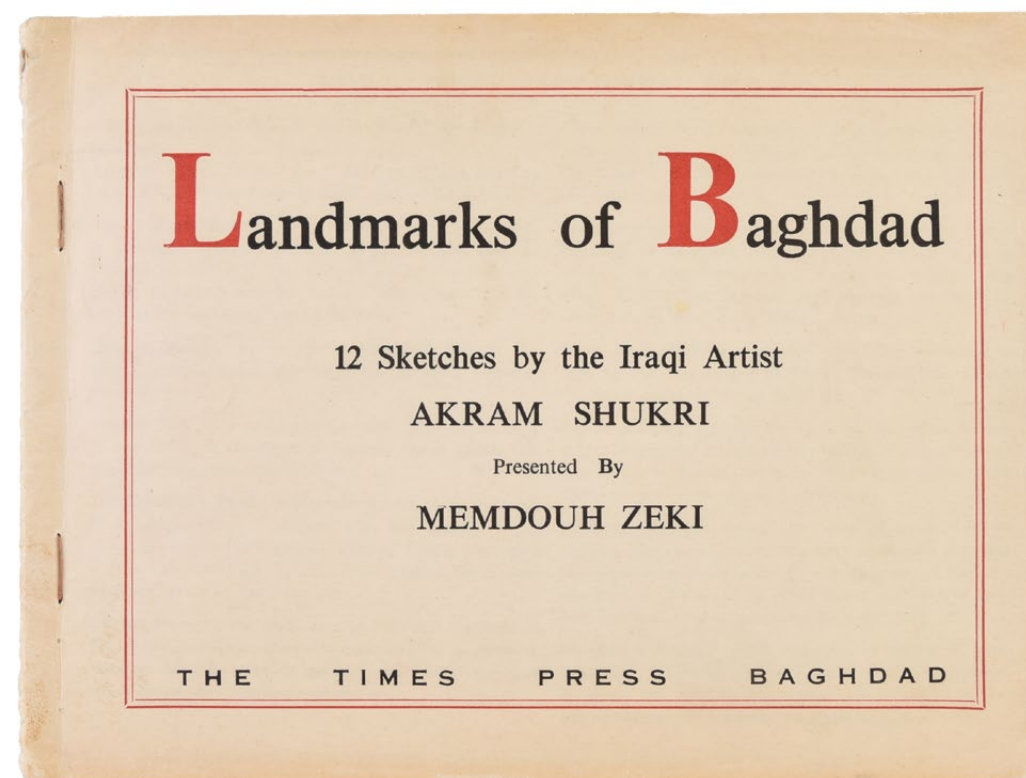 Landmarks of Baghdad
12 Sketches by the Iraqi Artist
AKRAM SHUKRI
Presented By
MEMDOUH ZEKI
THE TIMES PRESS BAGHDAD